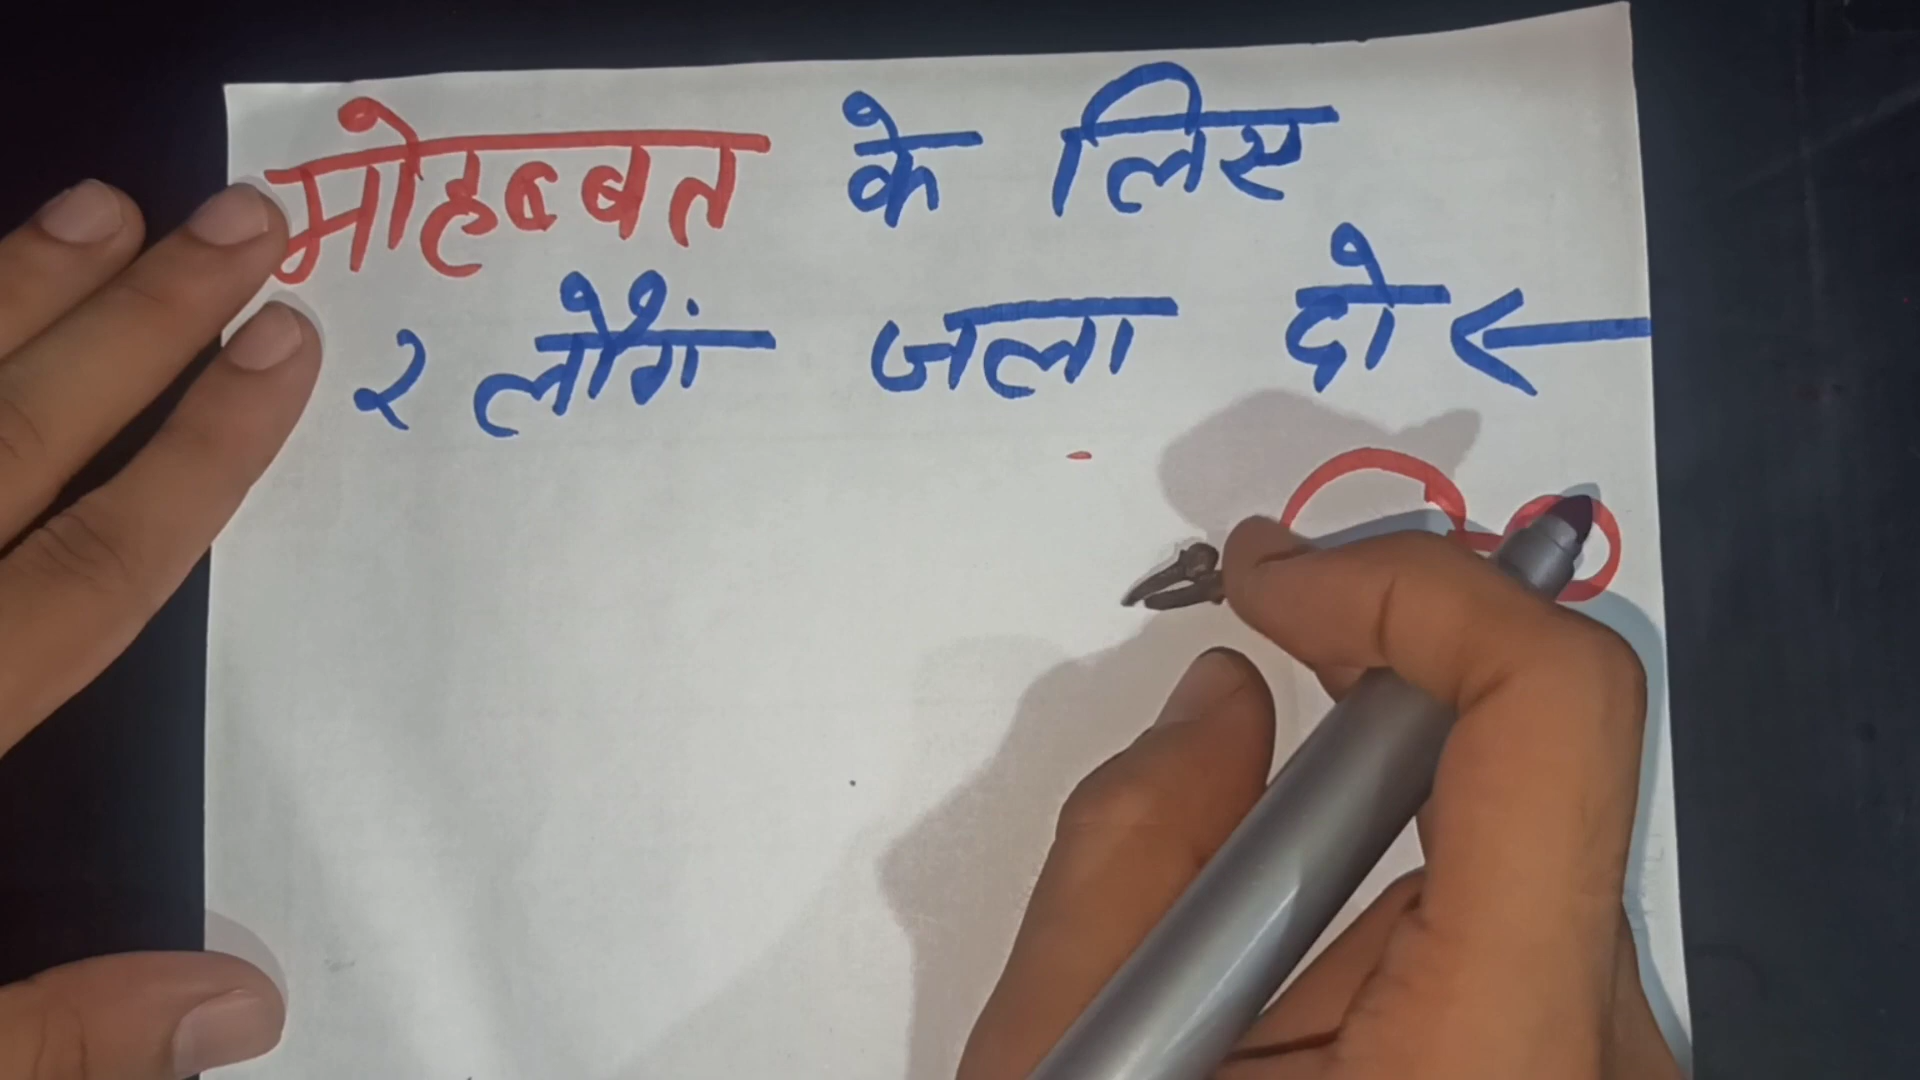 मोहब्बत के लिए
२ लोगं जला दो ←